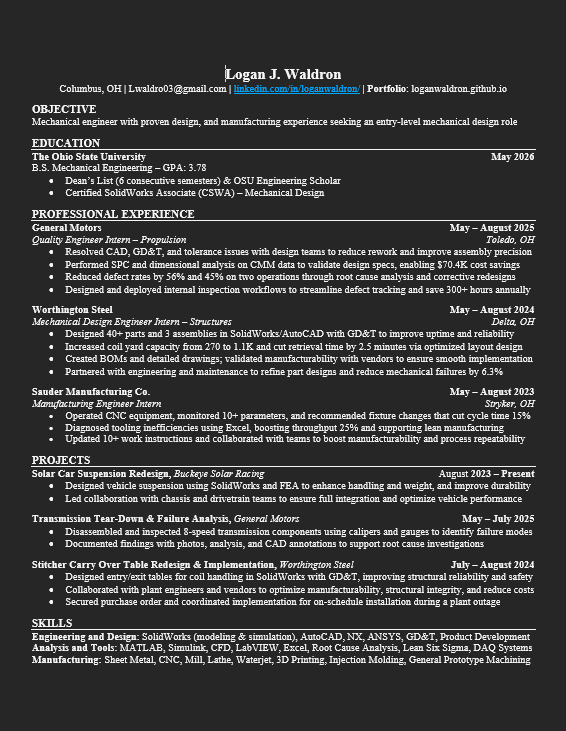 Logan J. Waldron
Columbus, OH | Lwaldro03@gmail.com | linkedin.com/in/loganwaldron/ | Portfolio: loganwaldron.github.io
OBJECTIVE
Mechanical engineer with proven design, and manufacturing experience seeking an entry-level mechanical design role
EDUCATION
The Ohio State University May 2026
B.S. Mechanical Engineering – GPA: 3.78
• Dean's List (6 consecutive semesters) & OSU Engineering Scholar
• Certified SolidWorks Associate (CSWA) – Mechanical Design
PROFESSIONAL EXPERIENCE
General Motors May – August 2025
Quality Engineer Intern – Propulsion Toledo, OH
• Resolved CAD, GD&T, and tolerance issues with design teams to reduce rework and improve assembly precision
• Performed SPC and dimensional analysis on CMM data to validate design specs, enabling $70.4K cost savings
• Reduced defect rates by 56% and 45% on two operations through root cause analysis and corrective redesigns
• Designed and deployed internal inspection workflows to streamline defect tracking and save 300+ hours annually
Worthington Steel May – August 2024
Mechanical Design Engineer Intern – Structures Delta, OH
• Designed 40+ parts and 3 assemblies in SolidWorks/AutoCAD with GD&T to improve uptime and reliability
• Increased coil yard capacity from 270 to 1.1K and cut retrieval time by 2.5 minutes via optimized layout design
• Created BOMs and detailed drawings; validated manufacturability with vendors to ensure smooth implementation
• Partnered with engineering and maintenance to refine part designs and reduce mechanical failures by 6.3%
Sauder Manufacturing Co. May – August 2023
Manufacturing Engineer Intern Stryker, OH
• Operated CNC equipment, monitored 10+ parameters, and recommended fixture changes that cut cycle time 15%
• Diagnosed tooling inefficiencies using Excel, boosting throughput 25% and supporting lean manufacturing
• Updated 10+ work instructions and collaborated with teams to boost manufacturability and process repeatability
PROJECTS
Solar Car Suspension Redesign, Buckeye Solar Racing August 2023 – Present
• Designed vehicle suspension using SolidWorks and FEA to enhance handling and weight, and improve durability
• Led collaboration with chassis and drivetrain teams to ensure full integration and optimize vehicle performance
Transmission Tear-Down & Failure Analysis, General Motors May – July 2025
• Disassembled and inspected 8-speed transmission components using calipers and gauges to identify failure modes
• Documented findings with photos, analysis, and CAD annotations to support root cause investigations
Stitcher Carry Over Table Redesign & Implementation, Worthington Steel July – August 2024
• Designed entry/exit tables for coil handling in SolidWorks with GD&T, improving structural reliability and safety
• Collaborated with plant engineers and vendors to optimize manufacturability, structural integrity, and reduce costs
• Secured purchase order and coordinated implementation for on-schedule installation during a plant outage
SKILLS
Engineering and Design: SolidWorks (modeling & simulation), AutoCAD, NX, ANSYS, GD&T, Product Development
Analysis and Tools: MATLAB, Simulink, CFD, LabVIEW, Excel, Root Cause Analysis, Lean Six Sigma, DAQ Systems
Manufacturing: Sheet Metal, CNC, Mill, Lathe, Waterjet, 3D Printing, Injection Molding, General Prototype Machining